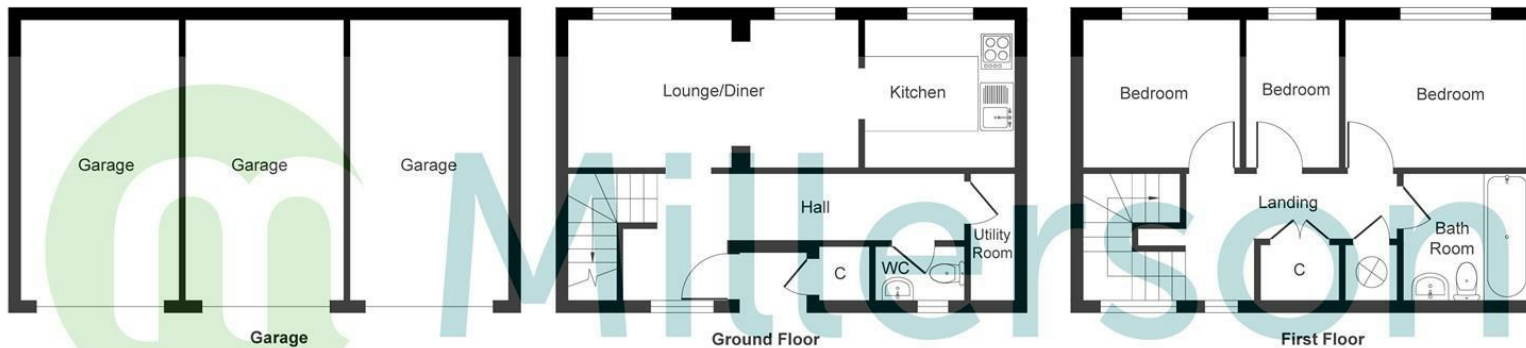 Garage
Garage
Garage
Garage
Lounge/Diner
Kitchen
Hall
Utility
Room
WC
C
Ground Floor
Bedroom
Bedroom
Bedroom
Landing
Bath
Room
C
First Floor
m Millerson